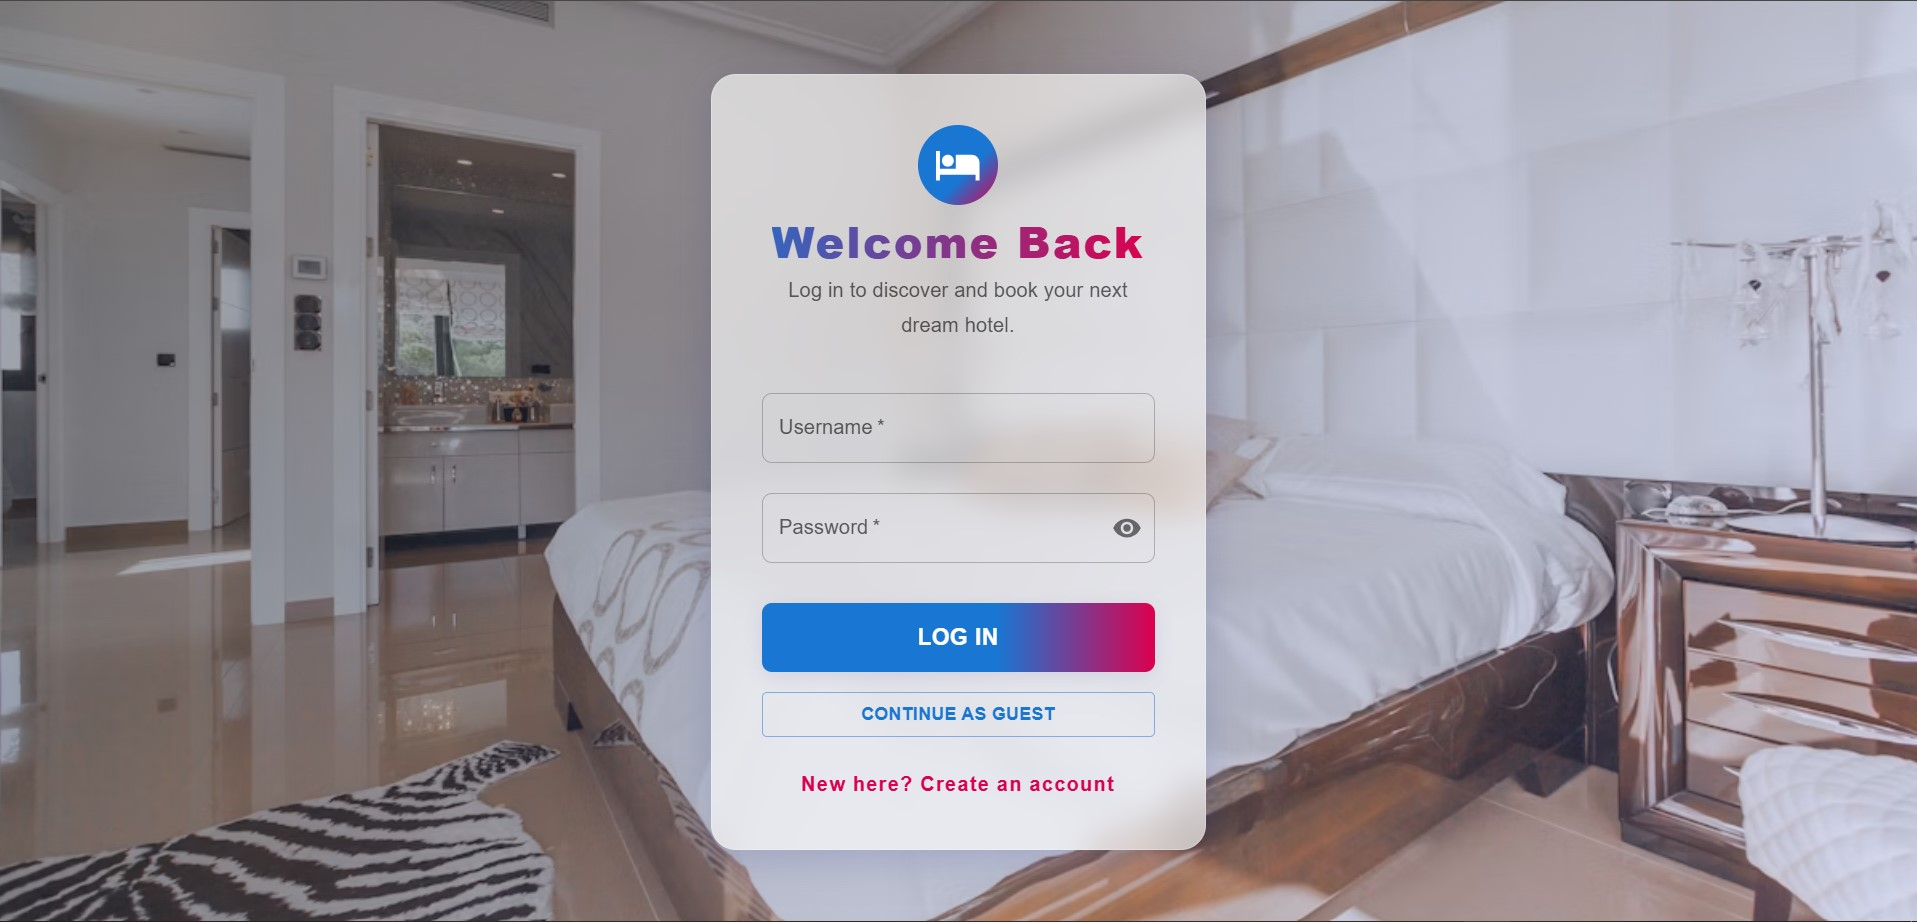 Welcome Back
Log in to discover and book your next
dream hotel.
Username *
Password *
LOG IN
CONTINUE AS GUEST
New here? Create an account